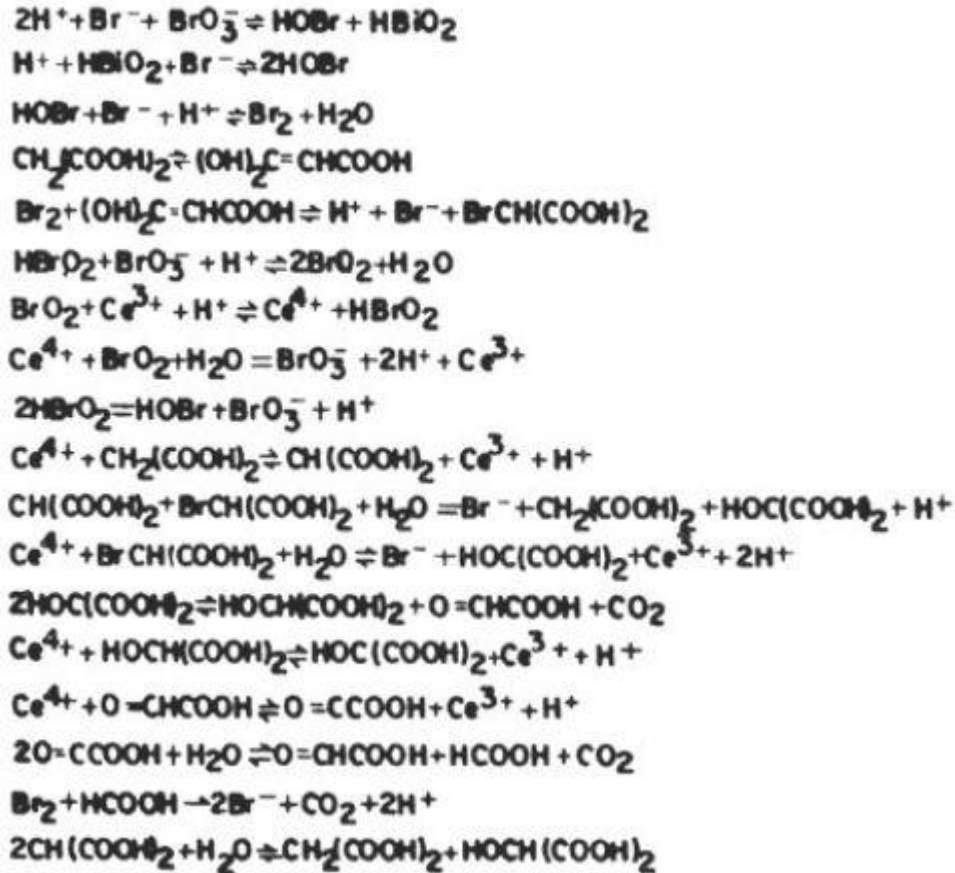 2H⁺+Br⁻+BrO₃⁻⇌HOBr+HBiO₂
H⁺+HBiO₂+Br⁻⇌2HOBr
HOBr+Br⁻+H⁺⇌Br₂+H₂O
CH₂(COOH)₂⇌(OH)₂C=CHCOOH
Br₂+(OH)₂C=CHCOOH⇌H⁺+Br⁻+BrCH(COOH)₂
HBrO₂+BrO₃⁻+H⁺⇌2BrO₂+H₂O
BrO₂+Ce³⁺+H⁺⇌Ce⁴⁺+HBrO₂
Ce⁴⁺+BrO₂+H₂O=BrO₃⁻+2H⁺+Ce³⁺
2HBrO₂=HOBr+BrO₃⁻+H⁺
Ce⁴⁺+CH₂(COOH)₂⇌CH(COOH)₂+Ce³⁺+H⁺
CH(COOH)₂+BrCH(COOH)₂+H₂O=Br⁻+CH₂(COOH)₂+HOC(COOH)₂+H⁺
Ce⁴⁺+BrCH(COOH)₂+H₂O⇌Br⁻+HOC(COOH)₂+Ce³⁺+2H⁺
2HOC(COOH)₂⇌HOCH(COOH)₂+O=CHCOOH+CO₂
Ce⁴⁺+HOCH(COOH)₂⇌HOC(COOH)₂+Ce³⁺+H⁺
Ce⁴⁺+O=CHCOOH⇌O=CCOOH+Ce³⁺+H⁺
2O=CCOOH+H₂O⇌O=CHCOOH+HCOOH+CO₂
Br₂+HCOOH→2Br⁻+CO₂+2H⁺
2CH(COOH)₂+H₂O⇌CH₂(COOH)₂+HOCH(COOH)₂